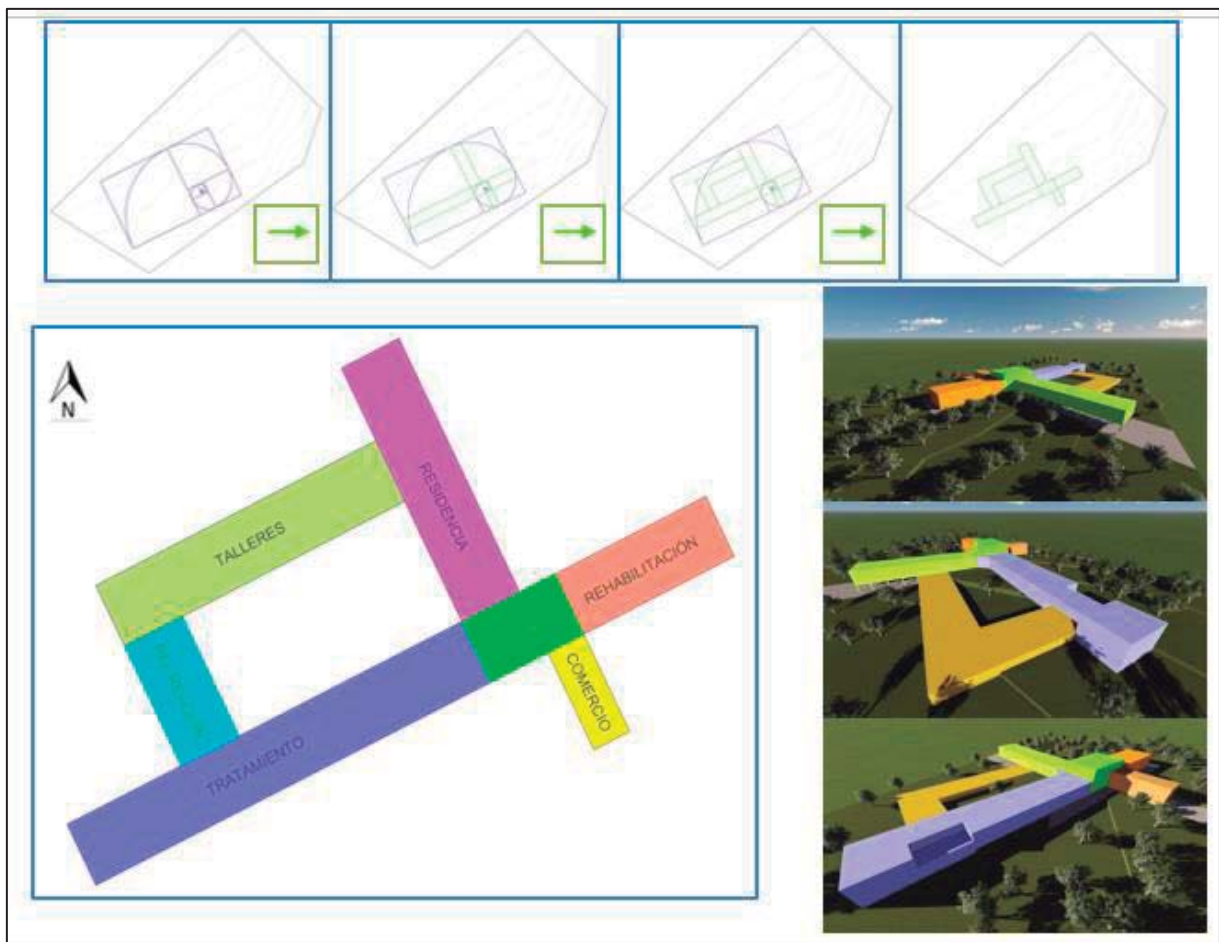 N
RESIDENCIA
TALLERES
REHABILITACIÓN
COMERCIO
TRATAMIENTO